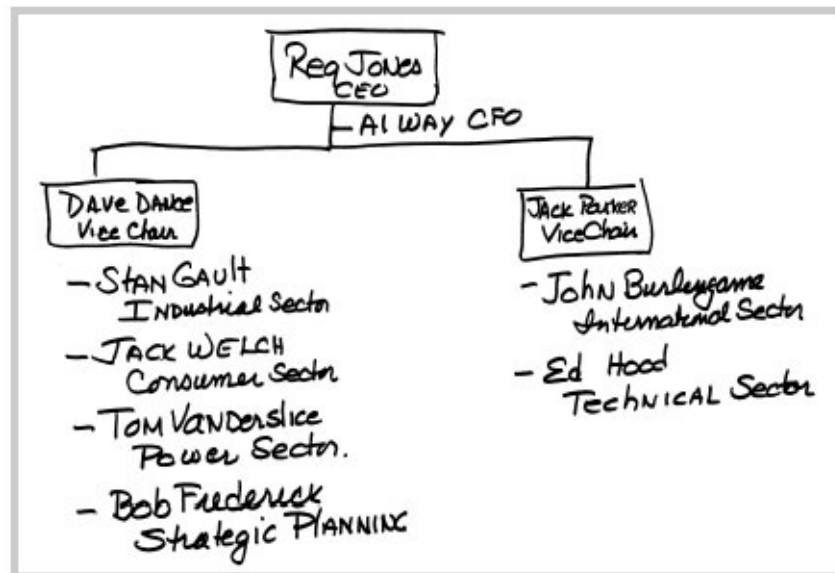 Reg Jones
CEO
- Al Way CFO
Dave Dance
Vice Chair
- Stan Gault
Industrial Sector
- Jack Welch
Consumer Sector
- Tom Vanderslice
Power Sector.
- Bob Frederick
Strategic Planning
Jack Parker
Vice Chair
- John Burlingame
International Sector
- Ed Hood
Technical Sector